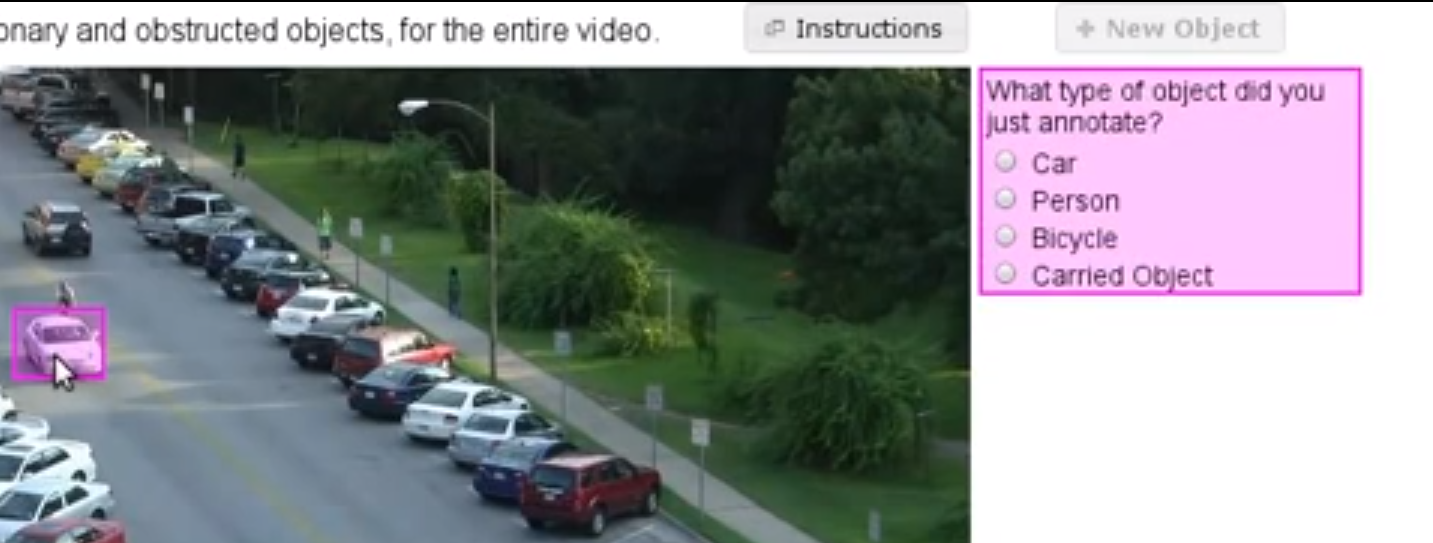 onary and obstructed objects, for the entire video.
Instructions
+ New Object
What type of object did you
just annotate?
Car
Person
Bicycle
Carried Object